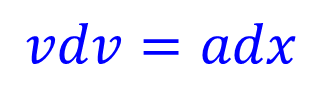 vdv = adx